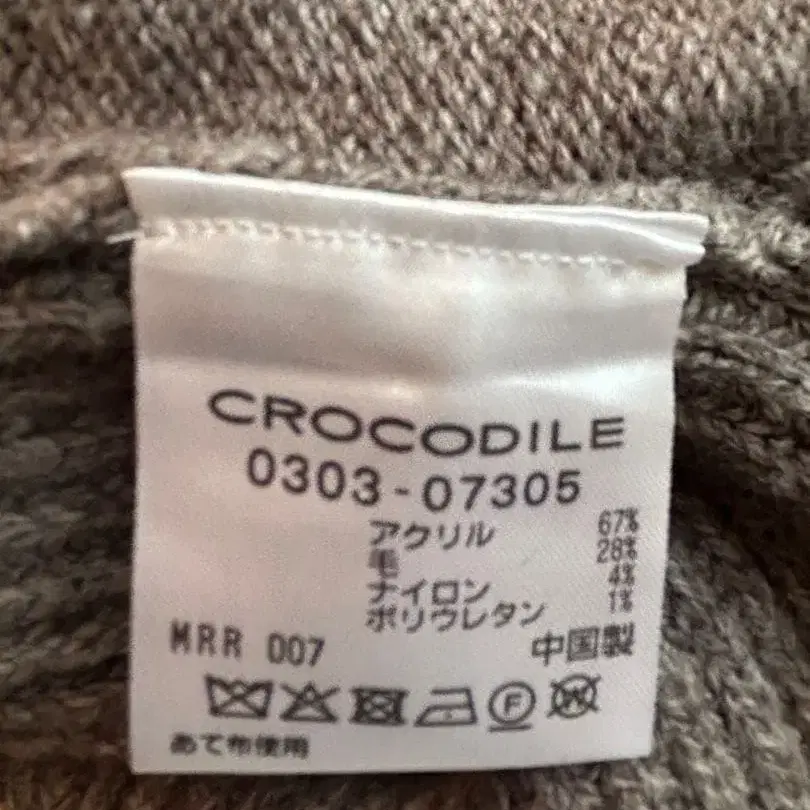 CROCODILE
0303-07305
アクリル 67%
毛 28%
ナイロン 4%
ポリウレタン 1%
MRR 007 中国製
F W
あて布使用